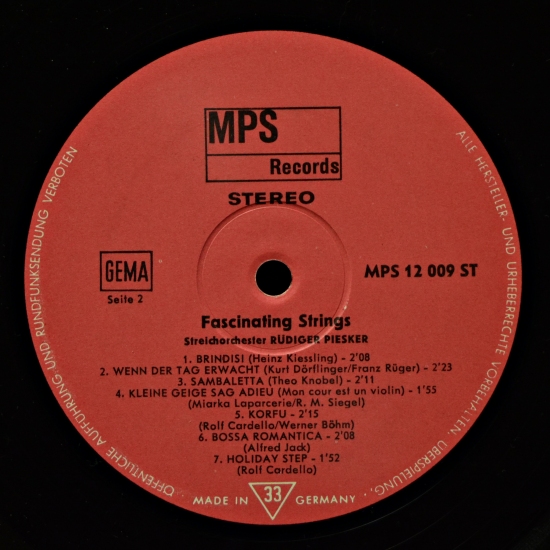 MPS
Records
STEREO
GEMA
Seite 2
MPS 12 009 ST
Fascinating Strings
Streichorchester RÜDIGER PIESKER
1. BRINDISI (Heinz Kiessling) - 2'08
2. WENN DER TAG ERWACHT (Kurt Dörflinger/Franz Rüger) - 2'23
3. SAMBALETTA (Theo Knobel) - 2'11
4. KLEINE GEIGE SAG ADIEU (Mon cour est un violin) - 1'55
(Miarka Laparcerie/R. M. Siegel)
5. KORFU - 2'15
(Rolf Cardello/Werner Böhm)
6. BOSSA ROMANTICA - 2'08
(Alfred Jack)
7. HOLIDAY STEP - 1'52
(Rolf Cardello)
MADE IN 33 GERMANY
ALLE HERSTELLER- UND URHEBERRECHTE VORBEHALTEN. ÜBERSPIELUNG,
ÖFFENTLICHE AUFFÜHRUNG UND RUNDFUNKSENDUNG VERBOTEN